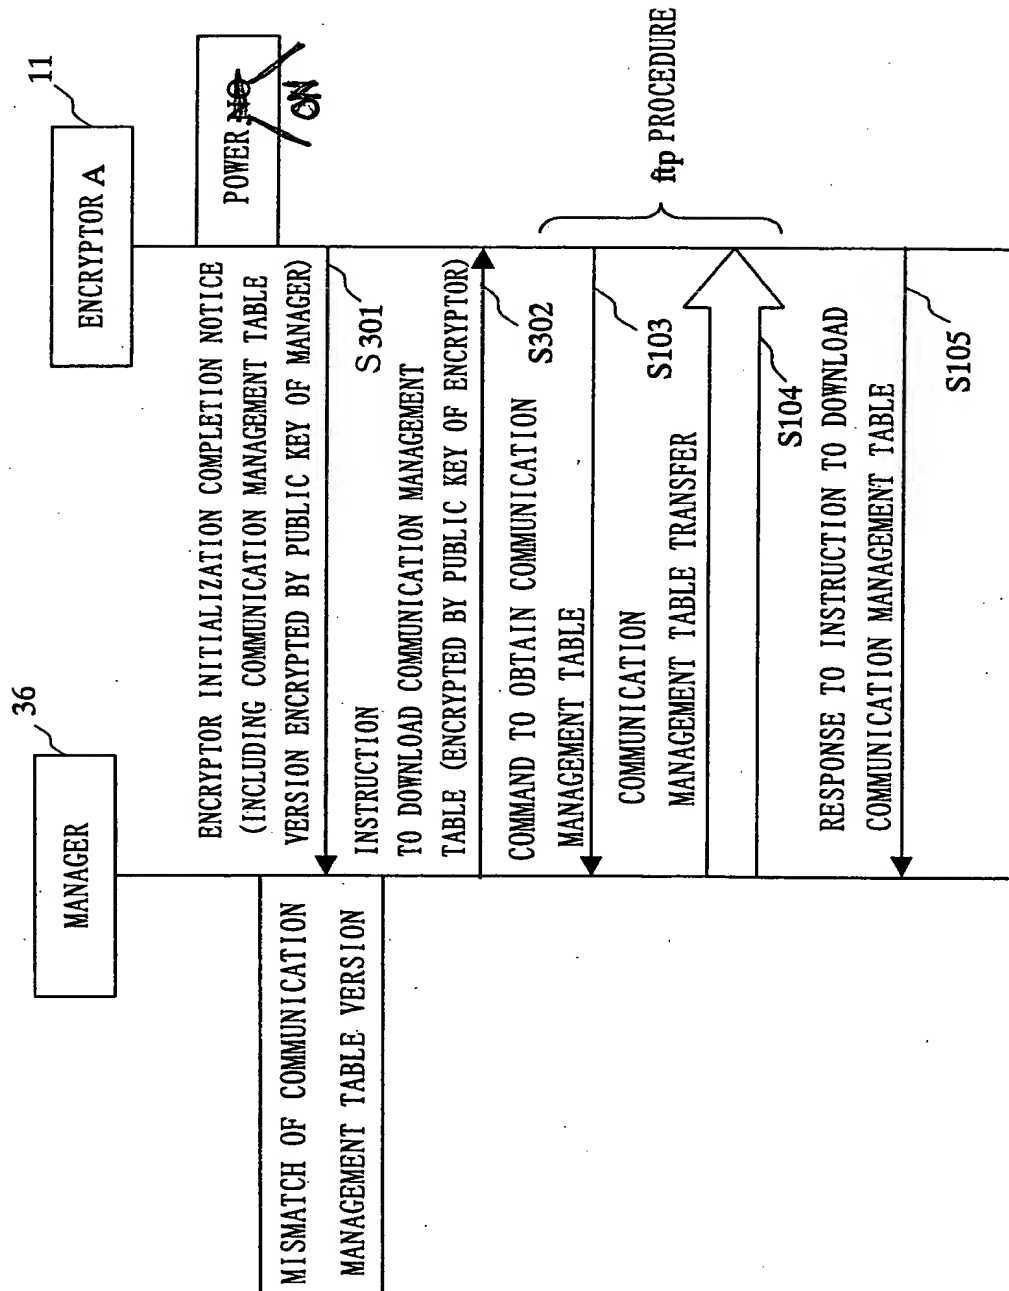 36
MANAGER
11
ENCRYPTOR A
POWER NO
ON
ENCRYPTOR INITIALIZATION COMPLETION NOTICE
(INCLUDING COMMUNICATION MANAGEMENT TABLE
VERSION ENCRYPTED BY PUBLIC KEY OF MANAGER)
S301
MISMATCH OF COMMUNICATION
MANAGEMENT TABLE VERSION
INSTRUCTION
TO DOWNLOAD COMMUNICATION MANAGEMENT
TABLE (ENCRYPTED BY PUBLIC KEY OF ENCRYPTOR)
S302
COMMAND TO OBTAIN COMMUNICATION
MANAGEMENT TABLE
S103
ftp PROCEDURE
COMMUNICATION
MANAGEMENT TABLE TRANSFER
S104
RESPONSE TO INSTRUCTION TO DOWNLOAD
COMMUNICATION MANAGEMENT TABLE
S105